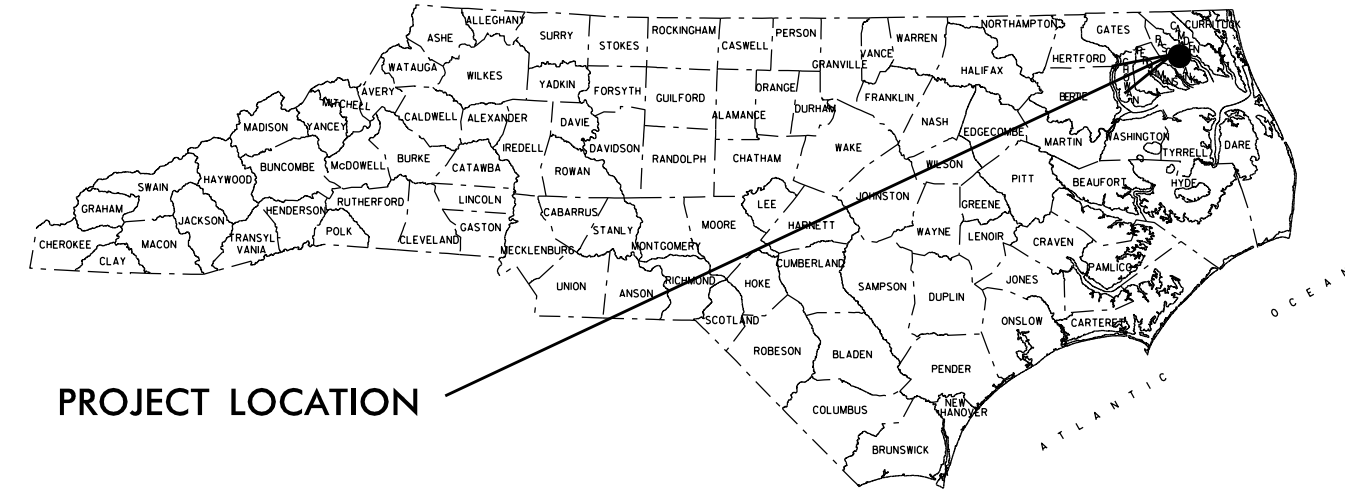 ALLEGHANY
ASHE
SURRY
STOKES
ROCKINGHAM
CASWELL
PERSON
GRANVILLE
VANCE
WARREN
NORTHAMPTON
GATES
CURRITUCK
HERTFORD
HALIFAX
WATAUGA
WILKES
YADKIN
FORSYTH
GUILFORD
ALAMANCE
ORANGE
DURHAM
FRANKLIN
BERTIE
AVERY
MITCHELL
MADISON
YANCEY
CALDWELL
ALEXANDER
DAVIE
IREDELL
DAVIDSON
RANDOLPH
CHATHAM
WAKE
NASH
EDGECOMBE
MARTIN
WASHINGTON
TYRRELL
DARE
SWAIN
HAYWOOD
BUNCOMBE
McDOWELL
BURKE
CATAWBA
ROWAN
WILSON
PITT
BEAUFORT
HYDE
GRAHAM
JACKSON
HENDERSON
RUTHERFORD
LINCOLN
CABARRUS
STANLY
MONTGOMERY
MOORE
LEE
HARNETT
JOHNSTON
GREENE
WAYNE
LENOIR
CRAVEN
PAMLICO
CHEROKEE
CLAY
MACON
TRANSYL-
VANIA
POLK
CLEVELAND
GASTON
MECKLENBURG
UNION
ANSON
RICHMOND
HOKE
CUMBERLAND
SAMPSON
DUPLIN
JONES
SCOTLAND
ONSLOW
CARTERET
ROBESON
BLADEN
PENDER
COLUMBUS
NEW
HANOVER
BRUNSWICK
ATLANTIC
OCEAN
PROJECT LOCATION